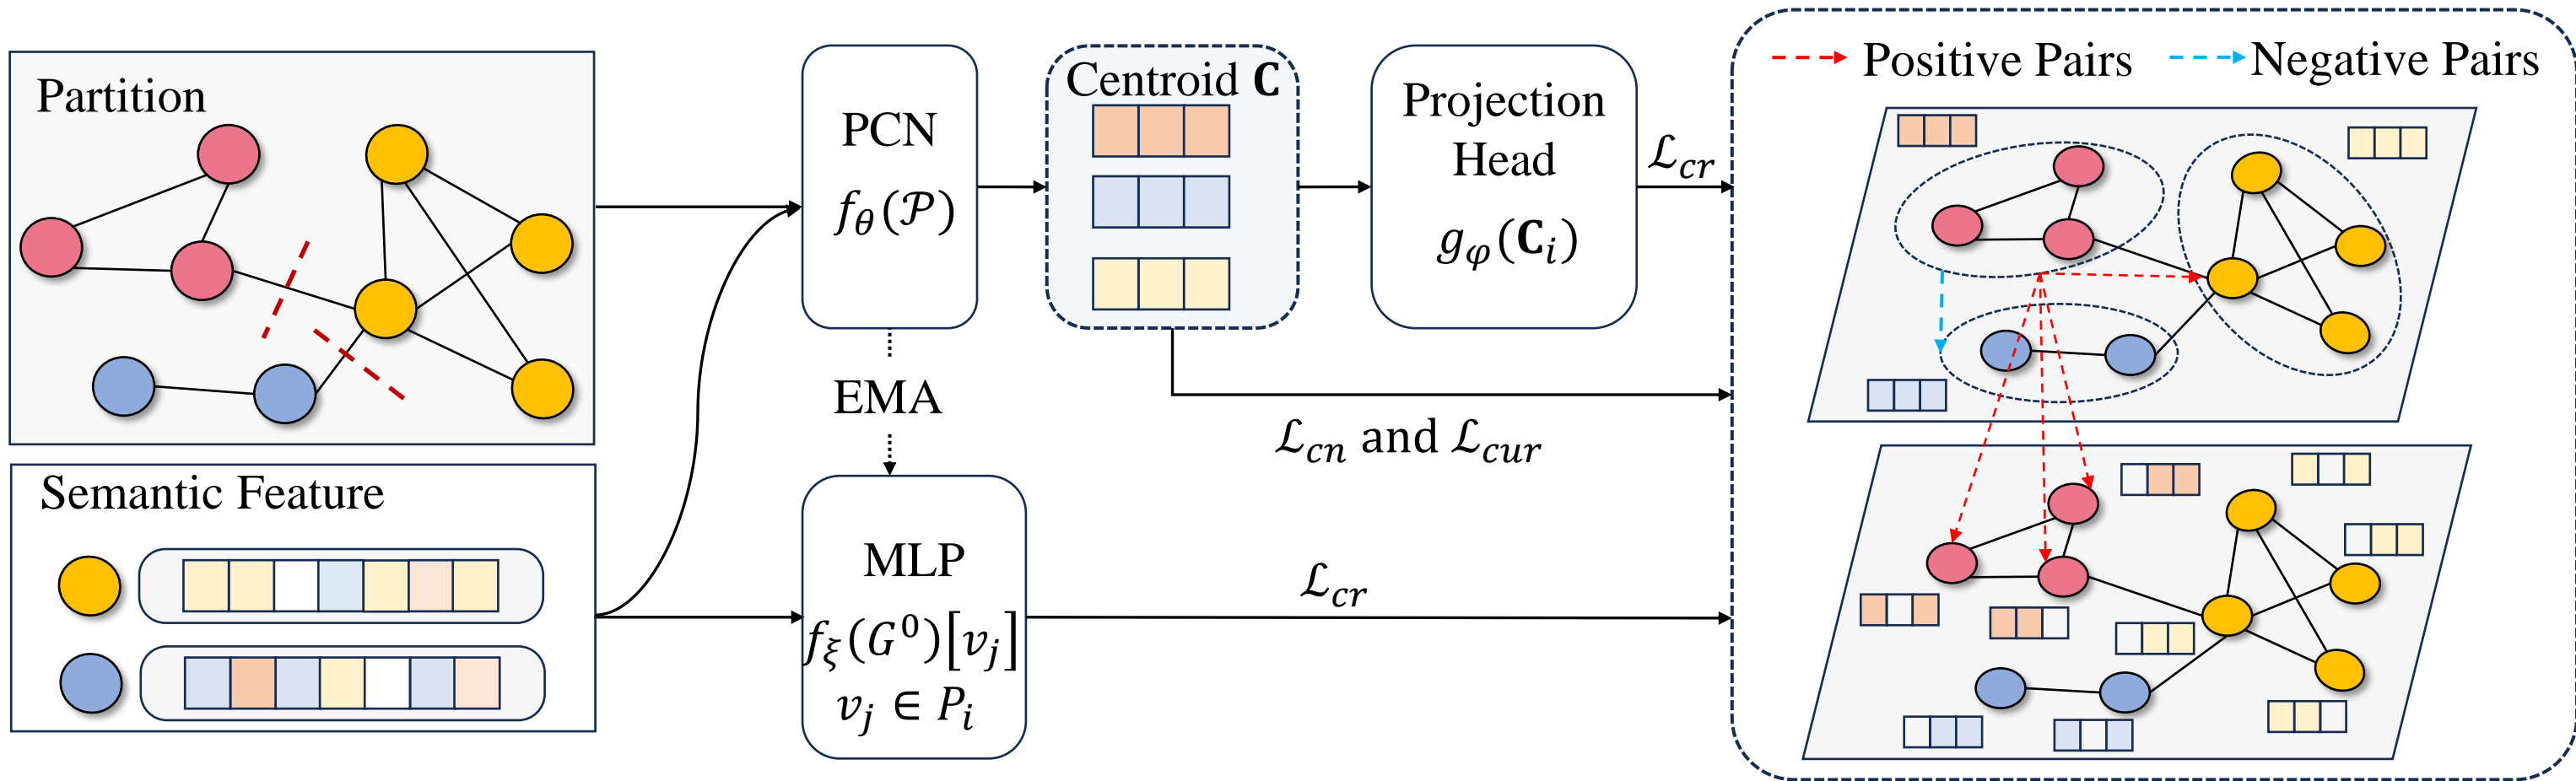 Partition
Semantic Feature
PCN
f_θ(𝒫)
EMA
MLP
f_ξ(G⁰)[v_j]
v_j ∈ P_i
Centroid 𝐂
Projection
Head
g_φ(𝐂_i)
ℒ_cr
ℒ_cn and ℒ_cur
ℒ_cr
Positive Pairs
Negative Pairs